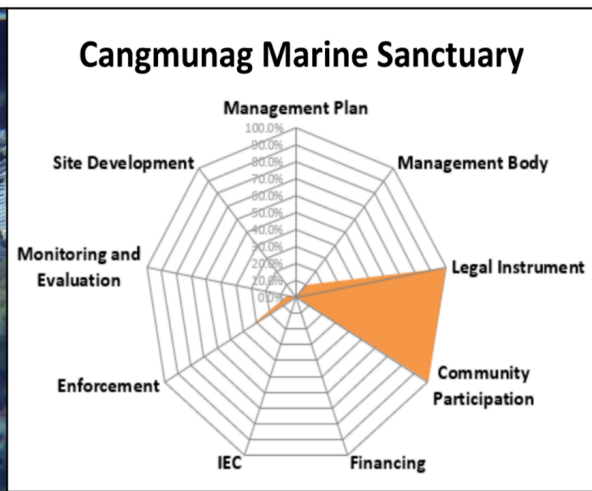 Cangmunag Marine Sanctuary
Management Plan
100.0%
90.0%
80.0%
70.0%
60.0%
50.0%
40.0%
30.0%
20.0%
10.0%
0.0%
Site Development
Management Body
Monitoring and
Evaluation
Legal Instrument
Enforcement
Community
Participation
IEC
Financing